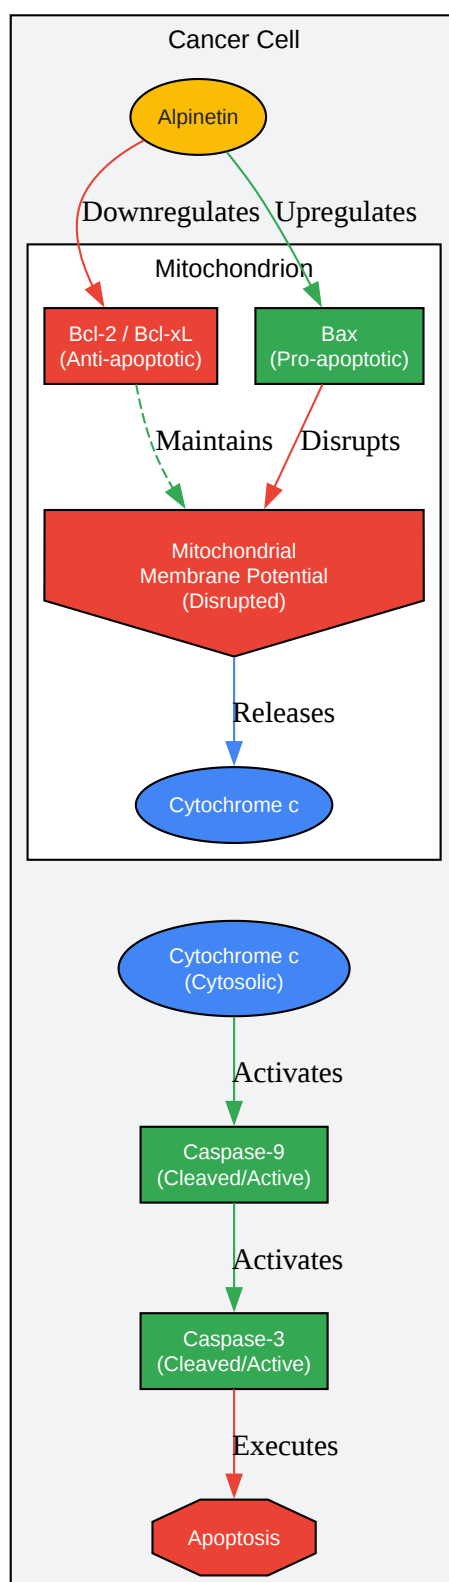 Cancer Cell
Alpinetin
Downregulates
Upregulates
Mitochondrion
Bcl-2 / Bcl-xL
(Anti-apoptotic)
Bax
(Pro-apoptotic)
Maintains
Disrupts
Mitochondrial
Membrane Potential
(Disrupted)
Releases
Cytochrome c
Cytochrome c
(Cytosolic)
Activates
Caspase-9
(Cleaved/Active)
Activates
Caspase-3
(Cleaved/Active)
Executes
Apoptosis